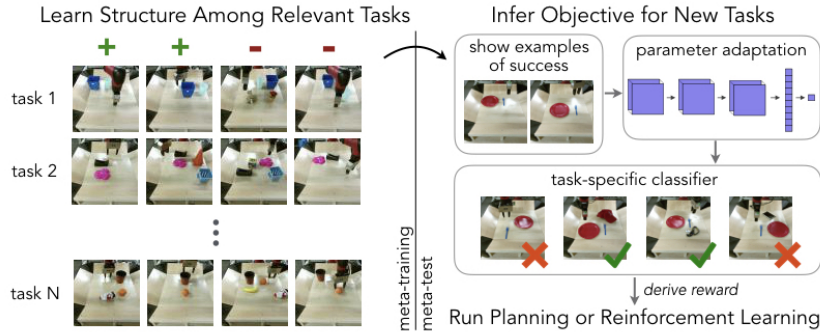 Learn Structure Among Relevant Tasks
+ + - -
task 1
task 2
task N
meta-training
meta-test
Infer Objective for New Tasks
show examples
of success
parameter adaptation
task-specific classifier
derive reward
Run Planning or Reinforcement Learning